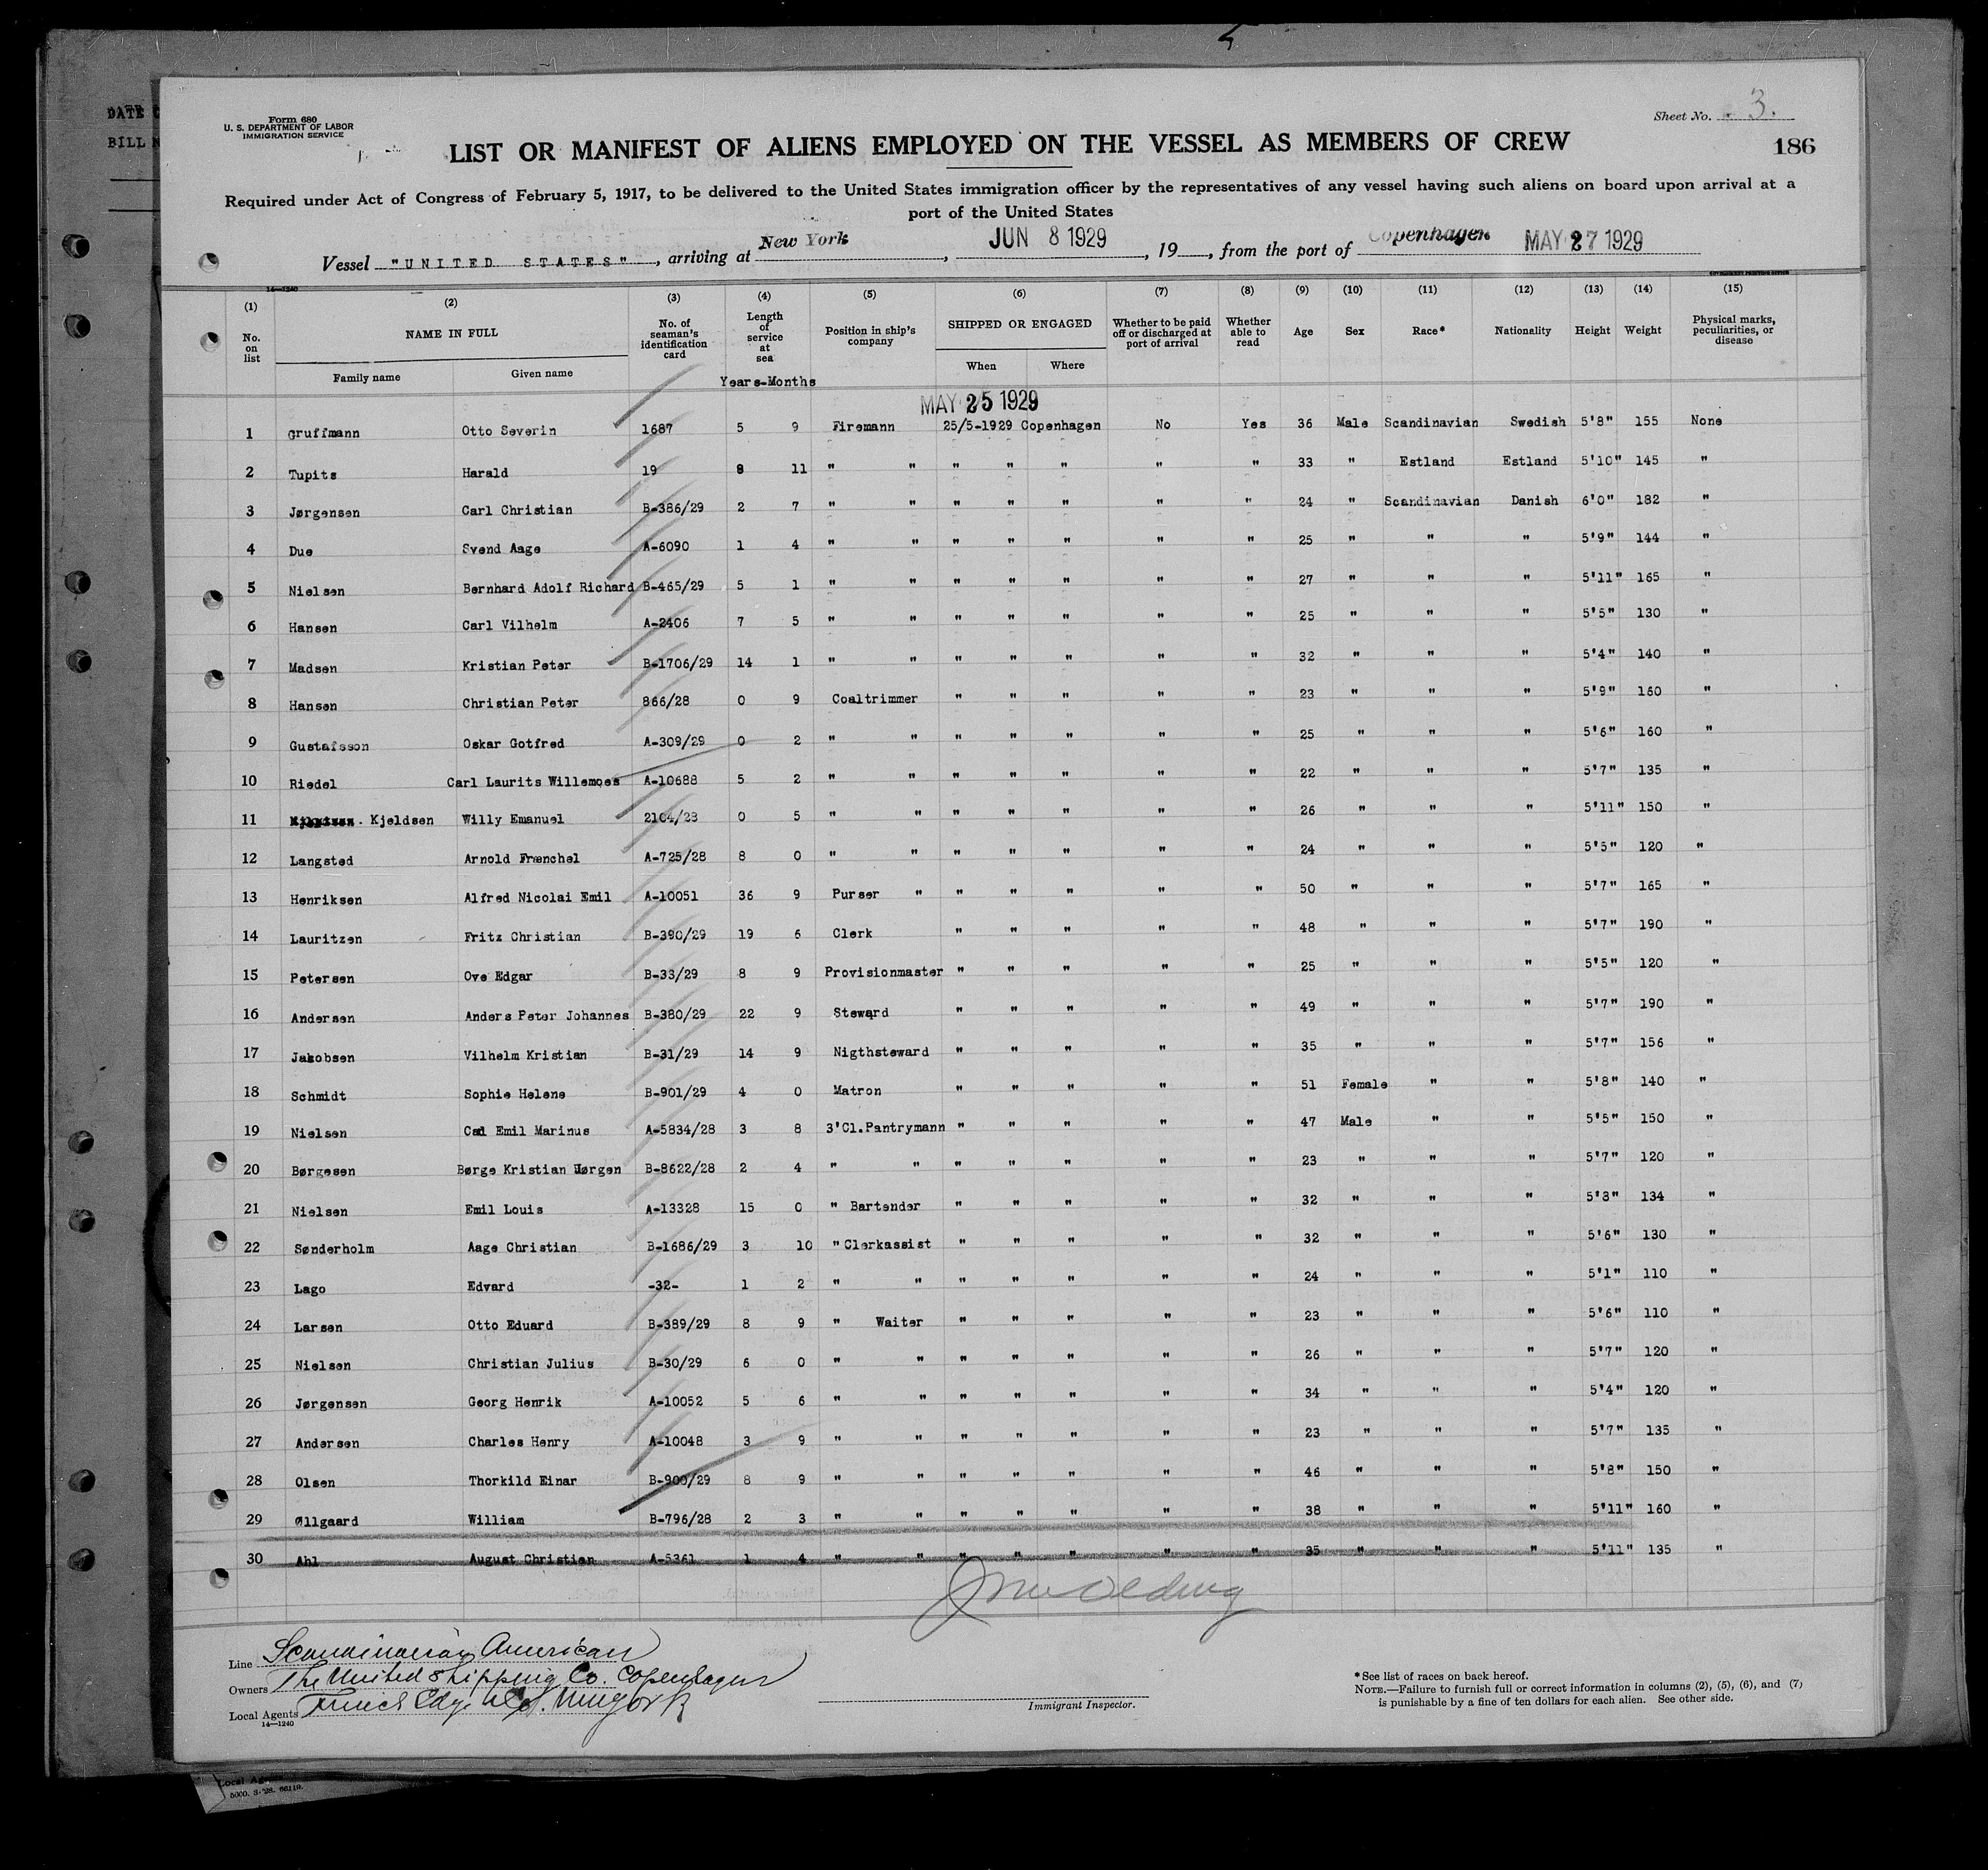 DATE
BILL
Form 680
U. S. DEPARTMENT OF LABOR
IMMIGRATION SERVICE
Sheet No. 3.
LIST OR MANIFEST OF ALIENS EMPLOYED ON THE VESSEL AS MEMBERS OF CREW
186
Required under Act of Congress of February 5, 1917, to be delivered to the United States immigration officer by the representatives of any vessel having such aliens on board upon arrival at a
port of the United States
Vessel "UNITED STATES", arriving at New York, JUN 8 1929, 19, from the port of Copenhagen MAY 27 1929
14—1240
(1) (2) (3) (4) (5) (6) (7) (8) (9) (10) (11) (12) (13) (14) (15)
No. on list NAME IN FULL No. of seaman's identification card Length of service at sea Position in ship's company SHIPPED OR ENGAGED Whether to be paid off or discharged at port of arrival Whether able to read Age Sex Race* Nationality Height Weight Physical marks, peculiarities, or disease
Family name Given name Years-Months When Where
MAY 25 1929
1 Gruffmann Otto Severin 1687 5 9 Firemann 25/5-1929 Copenhagen No Yes 36 Male Scandinavian Swedish 5'8" 155 None
2 Tupits Harald 19 8 11 " " " " " " " 33 " Estland Estland 5'10" 145 "
3 Jørgensen Carl Christian B-386/29 2 7 " " " " " " " 24 " Scandinavian Danish 6'0" 182 "
4 Due Svend Aage A-6090 1 4 " " " " " " " 25 " " " 5'9" 144 "
5 Nielsen Bernhard Adolf Richard B-465/29 5 1 " " " " " " " 27 " " " 5'11" 165 "
6 Hansen Carl Vilhelm A-2406 7 5 " " " " " " " 25 " " " 5'5" 130 "
7 Madsen Kristian Peter B-1706/29 14 1 " " " " " " " 32 " " " 5'4" 140 "
8 Hansen Christian Peter 866/28 0 9 Coaltrimmer " " " " " 23 " " " 5'9" 160 "
9 Gustafsson Oskar Gotfred A-309/29 0 2 " " " " " " " 25 " " " 5'6" 160 "
10 Riedel Carl Laurits Willemoes A-10688 5 2 " " " " " " " 22 " " " 5'7" 135 "
11 Kjeldsen Willy Emanuel 2104/23 0 5 " " " " " " " 26 " " " 5'11" 150 "
12 Langsted Arnold Frænchel A-725/28 8 0 " " " " " " " 24 " " " 5'5" 120 "
13 Henriksen Alfred Nicolai Emil A-10051 36 9 Purser " " " " " " 50 " " " 5'7" 165 "
14 Lauritzen Fritz Christian B-390/29 19 6 Clerk " " " " " 48 " " " 5'7" 190 "
15 Petersen Ove Edgar B-33/29 8 9 Provisionmaster " " " " " 25 " " " 5'5" 120 "
16 Andersen Anders Peter Johannes B-380/29 22 9 Steward " " " " " 49 " " " 5'7" 190 "
17 Jakobsen Vilhelm Kristian B-31/29 14 9 Nigthsteward " " " " " 35 " " " 5'7" 156 "
18 Schmidt Sophie Helene B-901/29 4 0 Matron " " " " " 51 Female " " 5'8" 140 "
19 Nielsen Emil Marinus A-5834/28 3 8 3'Cl.Pantrymann " " " " " 47 Male " " 5'5" 150 "
20 Børgesen Børge Kristian Jørgen B-8622/28 2 4 " " " " " " " 23 " " " 5'7" 120 "
21 Nielsen Emil Louis A-13328 15 0 " Bartender " " " " " 32 " " " 5'8" 134 "
22 Sønderholm Aage Christian B-1686/29 3 10 " Clerkassist " " " " " 32 " " " 5'6" 130 "
23 Lago Edvard -32- 1 2 " " " " " " " 24 " " " 5'1" 110 "
24 Larsen Otto Eduard B-389/29 8 9 " Waiter " " " " " 23 " " " 5'6" 110 "
25 Nielsen Christian Julius B-30/29 6 0 " " " " " " " 26 " " " 5'7" 120 "
26 Jørgensen Georg Henrik A-10052 5 6 " " " " " " " 34 " " " 5'4" 120 "
27 Andersen Charles Henry A-10048 3 9 " " " " " " " 23 " " " 5'7" 135 "
28 Olsen Thorkild Einar B-900/29 8 9 " " " " " " " 46 " " " 5'8" 150 "
29 Øllgaard William B-796/28 2 3 " " " " " " " 38 " " " 5'11" 160 "
30 Ahl August Christian A-5361 1 4 " " " " " " " 35 " " " 5'11" 135 "
Line Scandinavian American
Owners The United Shipping Co. Copenhagen
Local Agents
14—1240
Immigrant Inspector.
*See list of races on back hereof.
NOTE.—Failure to furnish full or correct information in columns (2), (5), (6), and (7)
is punishable by a fine of ten dollars for each alien. See other side.
Local Ag
5000. 3-'28. 66119.